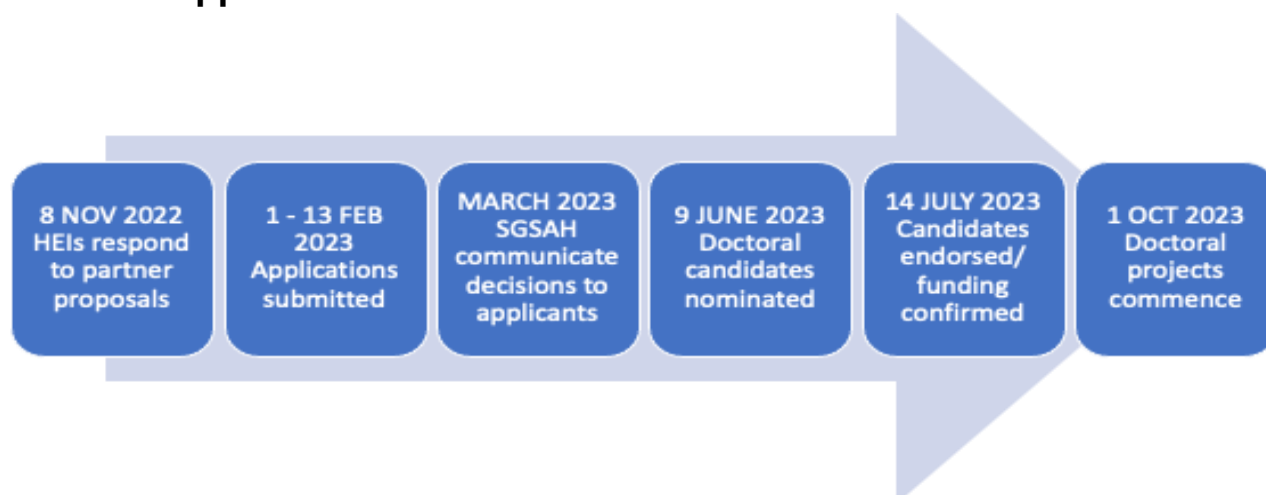 8 NOV 2022
HEIs respond
to partner
proposals
1 - 13 FEB
2023
Applications
submitted
MARCH 2023
SGSAH
communicate
decisions to
applicants
9 JUNE 2023
Doctoral
candidates
nominated
14 JULY 2023
Candidates
endorsed/
funding
confirmed
1 OCT 2023
Doctoral
projects
commence